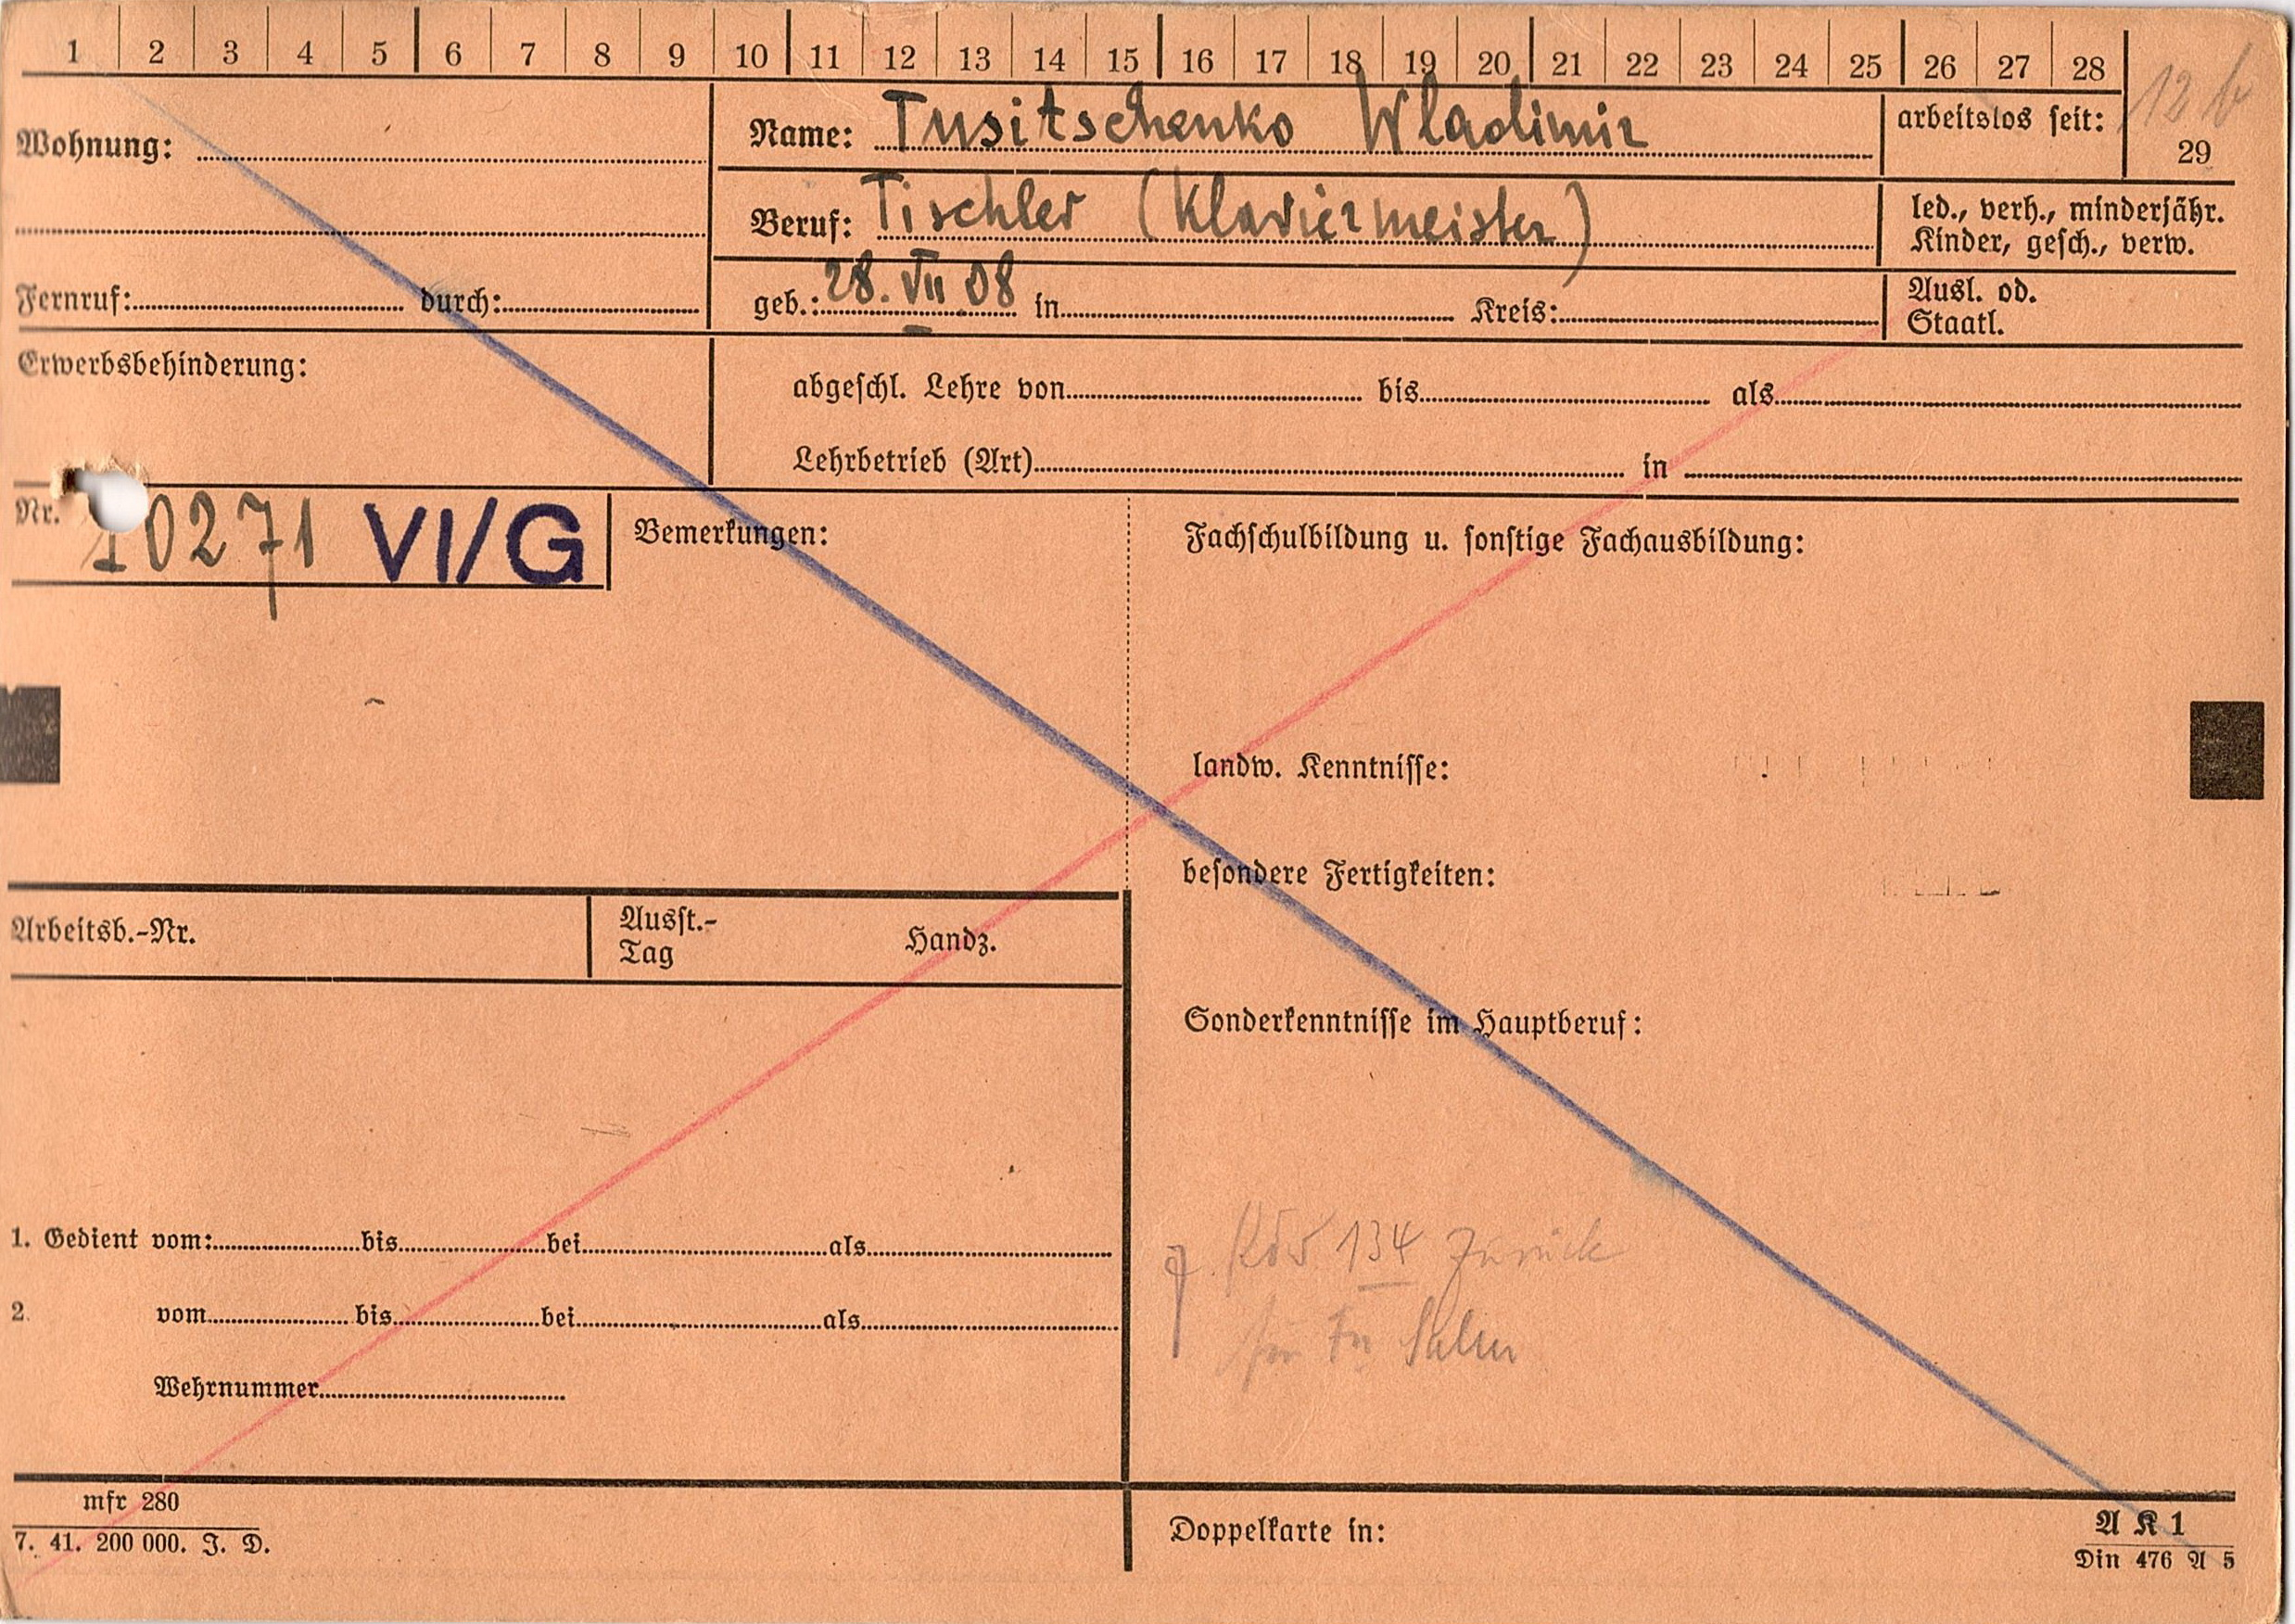 1 2 3 4 5 6 7 8 9 10 11 12 13 14 15 16 17 18 19 20 21 22 23 24 25 26 27 28
12 b
29
Wohnung:
Name: Tusitschenko Wladimir
arbeitslos seit:
Beruf: Tischler (Klaviermeister)
led., verh., minderjähr.
Kinder, gesch., verw.
Fernruf: durch:
geb.: 28. VII 08 in Kreis:
Ausl. od.
Staatl.
Erwerbsbehinderung:
abgeschl. Lehre von bis als
Lehrbetrieb (Art) in
Nr. 10271 VI/G
Bemerkungen:
Fachschulbildung u. sonstige Fachausbildung:
landw. Kenntnisse:
besondere Fertigkeiten:
Arbeitsb.-Nr.
Ausst.-
Tag
Handz.
Sonderkenntnisse im Hauptberuf:
134 zurück
1. Gedient vom: bis bei als
2. vom bis bei als
Wehrnummer
mfr 280
7. 41. 200 000. J. D.
Doppelkarte in:
A K 1
Din 476 A 5